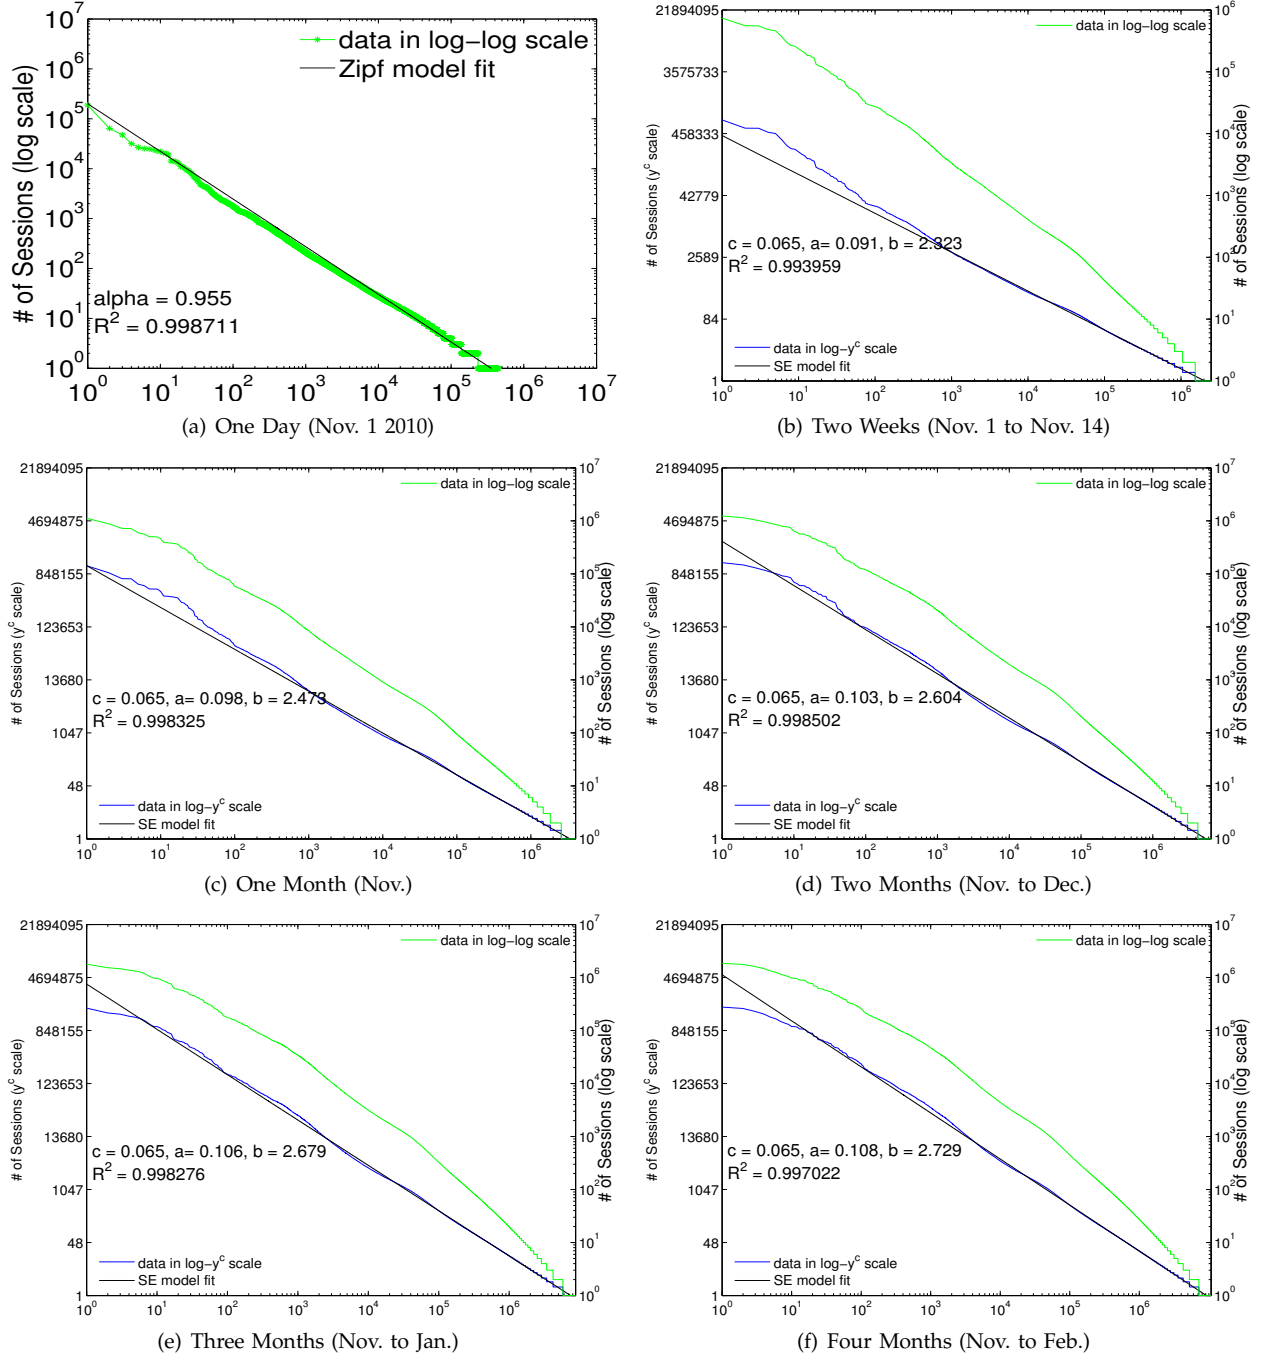 10^7
10^6
10^5
10^4
10^3
10^2
10^1
10^0
# of Sessions (log scale)
data in log-log scale
Zipf model fit
alpha = 0.955
R^2 = 0.998711
10^0 10^1 10^2 10^3 10^4 10^5 10^6 10^7
(a) One Day (Nov. 1 2010)
21894095
3575733
458333
42779
2589
84
1
# of Sessions (y^c scale)
data in log-log scale
c = 0.065, a= 0.091, b = 2.323
R^2 = 0.993959
data in log-y^c scale
SE model fit
10^6
10^5
10^4
10^3
10^2
10^1
10^0
# of Sessions (log scale)
10^0 10^1 10^2 10^3 10^4 10^5 10^6
(b) Two Weeks (Nov. 1 to Nov. 14)
21894095
4694875
848155
123653
13680
1047
48
1
# of Sessions (y^c scale)
data in log-log scale
c = 0.065, a= 0.098, b = 2.473
R^2 = 0.998325
data in log-y^c scale
SE model fit
10^7
10^6
10^5
10^4
10^3
10^2
10^1
10^0
# of Sessions (log scale)
10^0 10^1 10^2 10^3 10^4 10^5 10^6
(c) One Month (Nov.)
21894095
4694875
848155
123653
13680
1047
48
1
# of Sessions (y^c scale)
data in log-log scale
c = 0.065, a= 0.103, b = 2.604
R^2 = 0.998502
data in log-y^c scale
SE model fit
10^7
10^6
10^5
10^4
10^3
10^2
10^1
10^0
# of Sessions (log scale)
10^0 10^1 10^2 10^3 10^4 10^5 10^6
(d) Two Months (Nov. to Dec.)
21894095
4694875
848155
123653
13680
1047
48
1
# of Sessions (y^c scale)
data in log-log scale
c = 0.065, a= 0.106, b = 2.679
R^2 = 0.998276
data in log-y^c scale
SE model fit
10^7
10^6
10^5
10^4
10^3
10^2
10^1
10^0
# of Sessions (log scale)
10^0 10^1 10^2 10^3 10^4 10^5 10^6
(e) Three Months (Nov. to Jan.)
21894095
4694875
848155
123653
13680
1047
48
1
# of Sessions (y^c scale)
data in log-log scale
c = 0.065, a= 0.108, b = 2.729
R^2 = 0.997022
data in log-y^c scale
SE model fit
10^7
10^6
10^5
10^4
10^3
10^2
10^1
10^0
# of Sessions (log scale)
10^0 10^1 10^2 10^3 10^4 10^5 10^6
(f) Four Months (Nov. to Feb.)